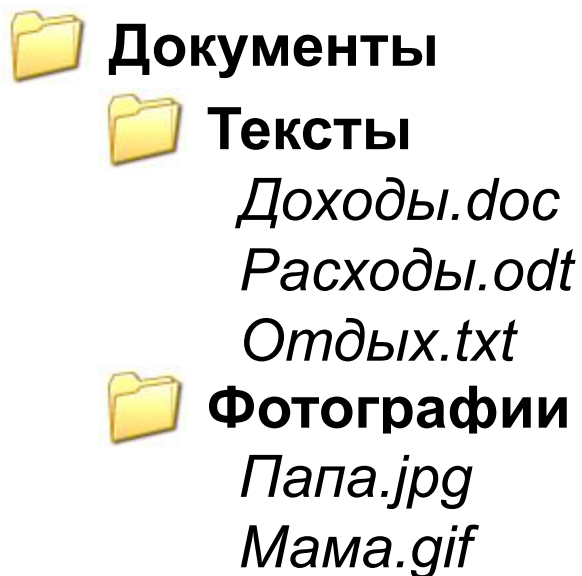 Документы
Тексты
Доходы.doc
Расходы.odt
Отдых.txt
Фотографии
Папа.jpg
Мама.gif